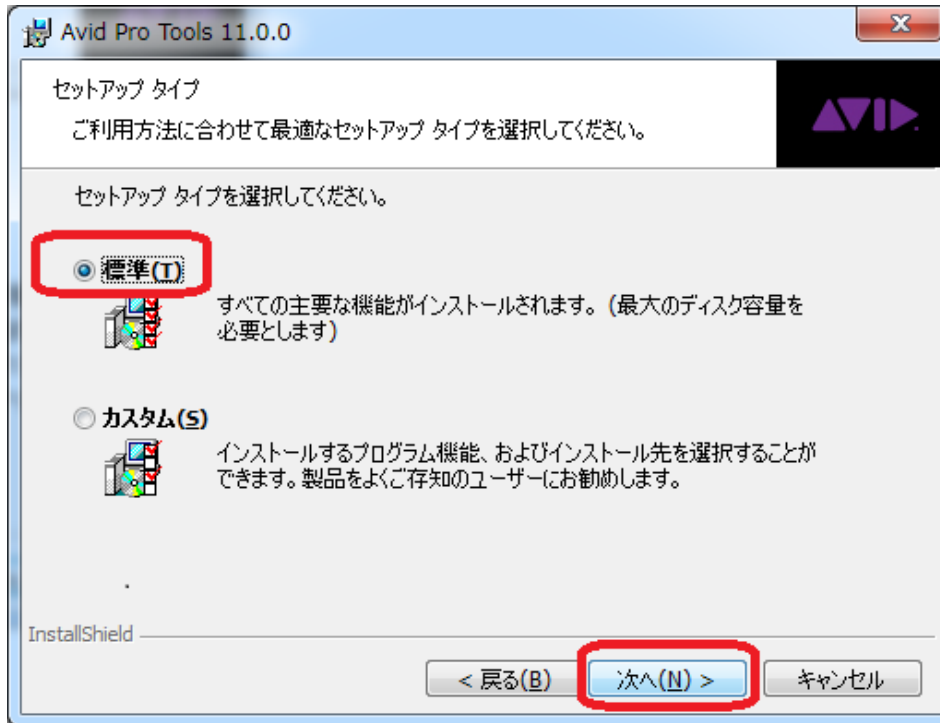 Avid Pro Tools 11.0.0
セットアップ タイプ
ご利用方法に合わせて最適なセットアップ タイプを選択してください。
AVID
セットアップ タイプを選択してください。
標準(T)
すべての主要な機能がインストールされます。(最大のディスク容量を
必要とします)
カスタム(S)
インストールするプログラム機能、およびインストール先を選択することが
できます。製品をよくご存知のユーザーにお勧めします。
InstallShield
< 戻る(B)
次へ(N) >
キャンセル